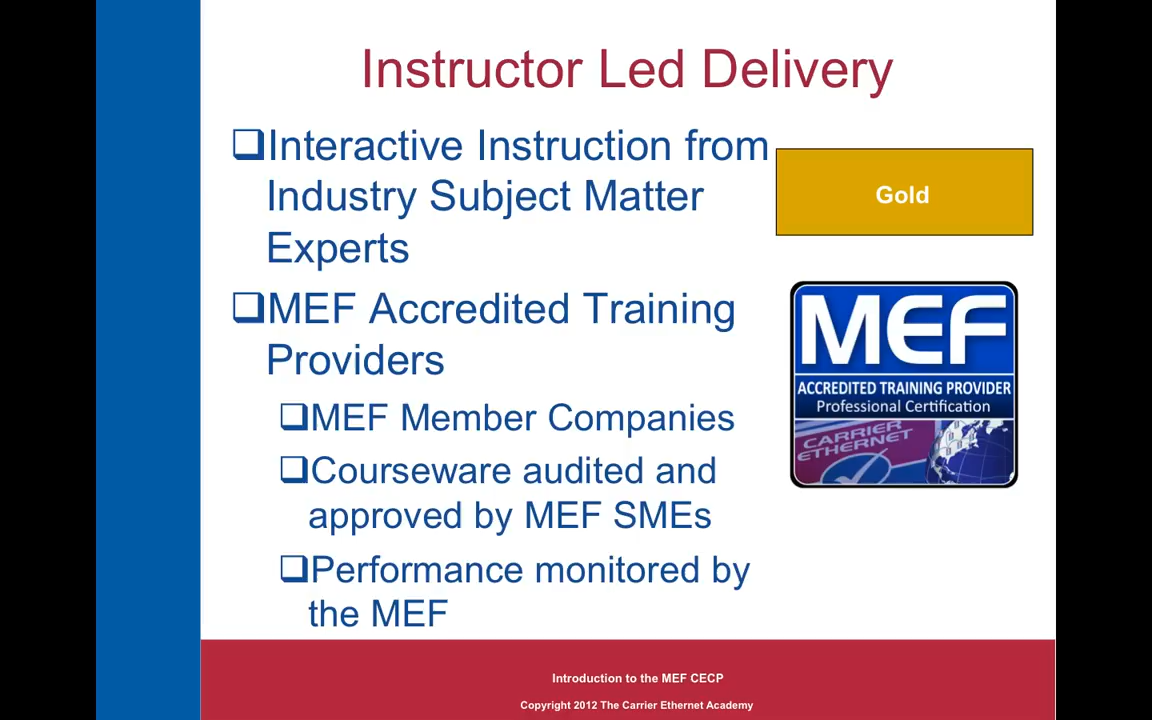 Instructor Led Delivery
❑Interactive Instruction from
Industry Subject Matter
Experts
❑MEF Accredited Training
Providers
❑MEF Member Companies
❑Courseware audited and
approved by MEF SMEs
❑Performance monitored by
the MEF
Gold
MEF
ACCREDITED TRAINING PROVIDER
Professional Certification
CARRIER
ETHERNET
Introduction to the MEF CECP
Copyright 2012 The Carrier Ethernet Academy